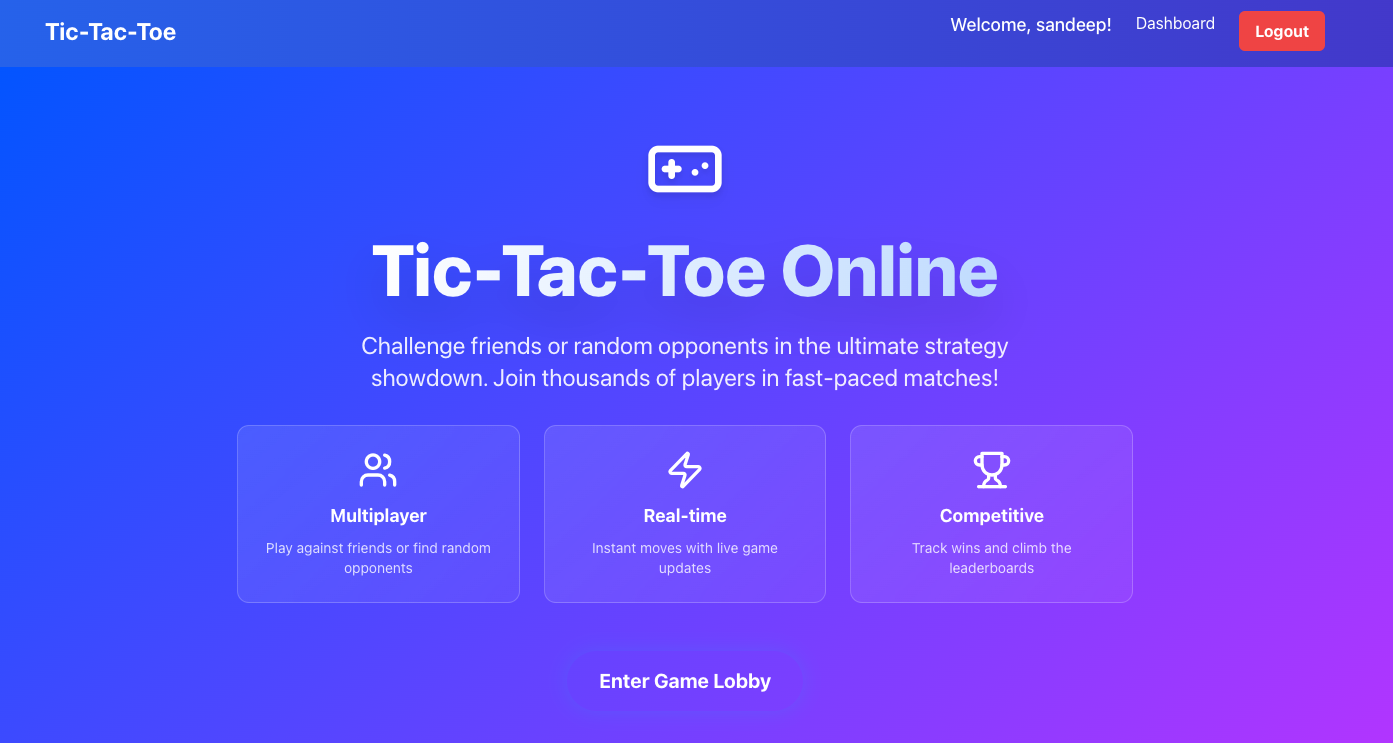 Tic-Tac-Toe
Welcome, sandeep!
Dashboard
Logout
Tic-Tac-Toe Online
Challenge friends or random opponents in the ultimate strategy
showdown. Join thousands of players in fast-paced matches!
Multiplayer
Play against friends or find random
opponents
Real-time
Instant moves with live game
updates
Competitive
Track wins and climb the
leaderboards
Enter Game Lobby